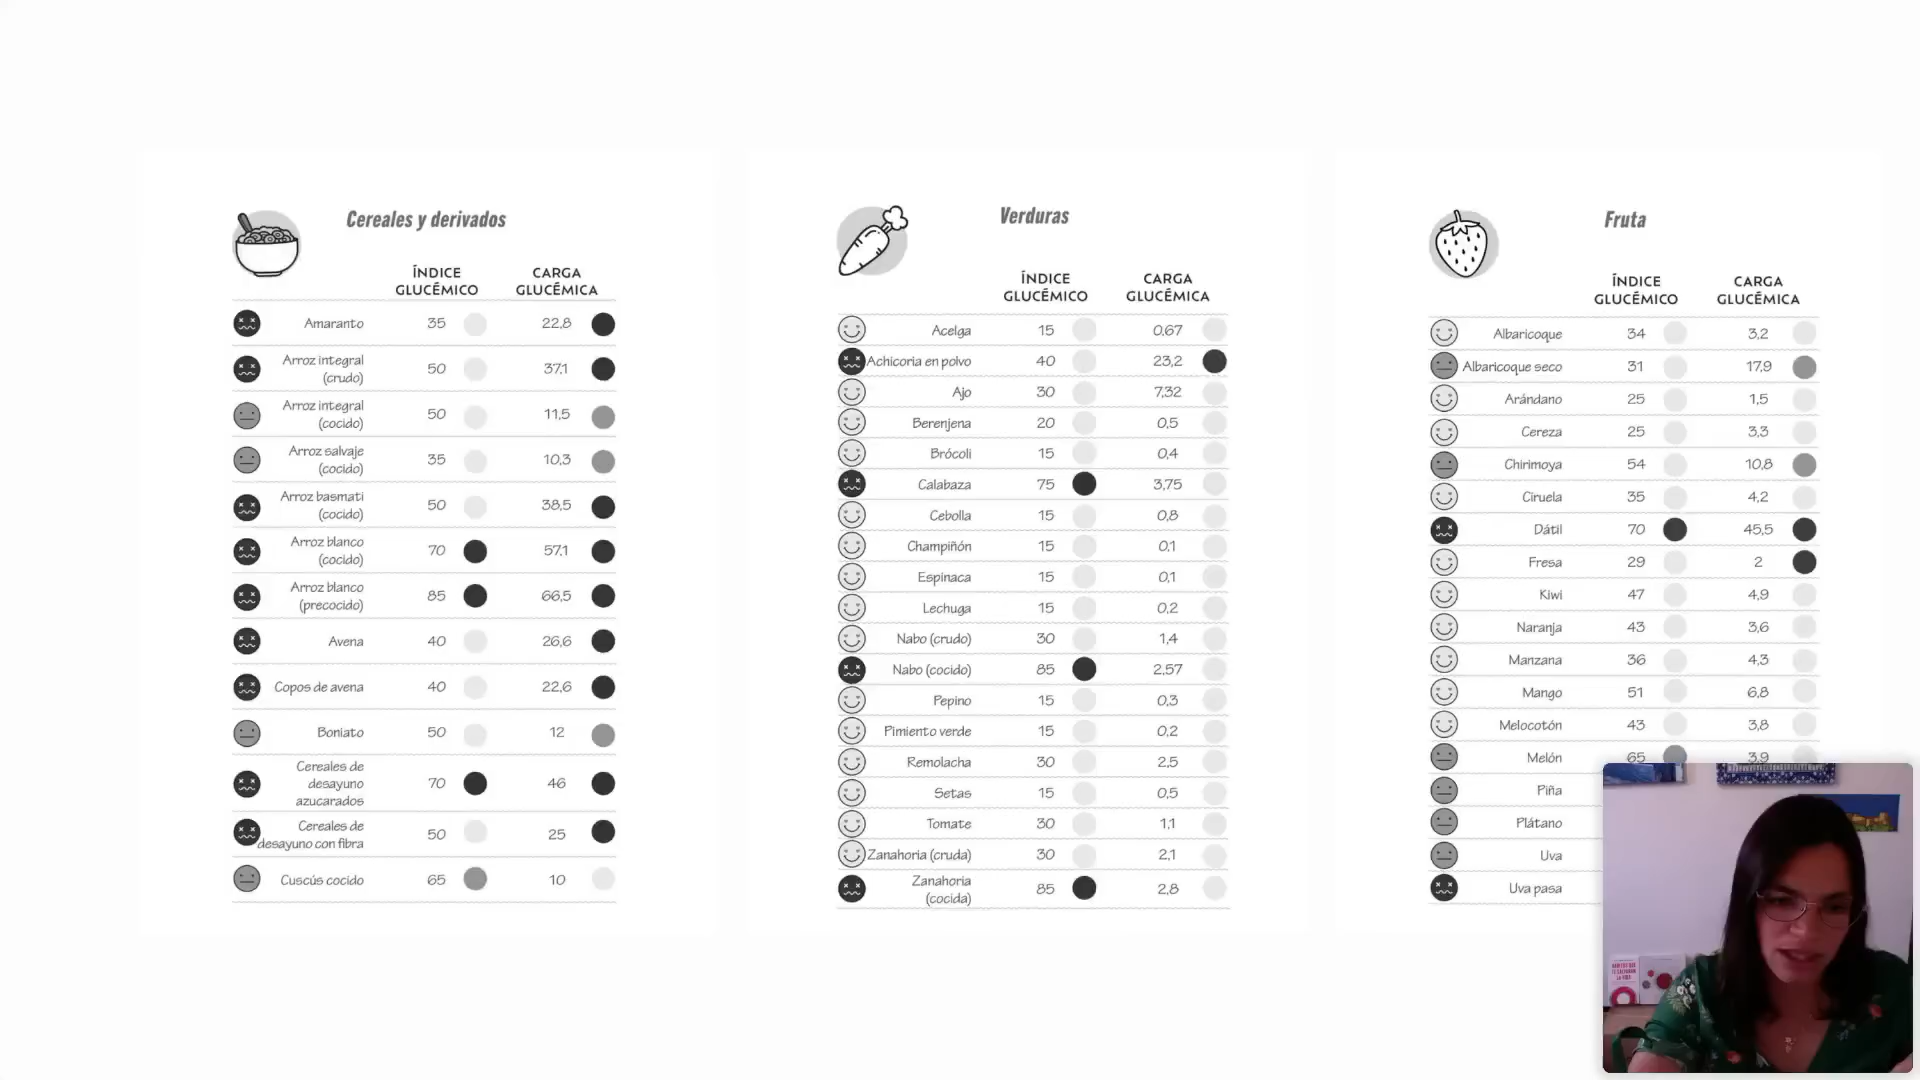 Cereales y derivados
ÍNDICE GLUCÉMICO
CARGA GLUCÉMICA
Amaranto 35 22,8
Arroz integral (crudo) 50 37,1
Arroz integral (cocido) 50 11,5
Arroz salvaje (cocido) 35 10,3
Arroz basmati (cocido) 50 38,5
Arroz blanco (cocido) 70 57,1
Arroz blanco (precocido) 85 66,5
Avena 40 26,6
Copos de avena 40 22,6
Boniato 50 12
Cereales de desayuno azucarados 70 46
Cereales de desayuno con fibra 50 25
Cuscús cocido 65 10
Verduras
ÍNDICE GLUCÉMICO
CARGA GLUCÉMICA
Acelga 15 0,67
Achicoria en polvo 40 23,2
Ajo 30 7,32
Berenjena 20 0,5
Brócoli 15 0,4
Calabaza 75 3,75
Cebolla 15 0,8
Champiñón 15 0,1
Espinaca 15 0,1
Lechuga 15 0,2
Nabo (crudo) 30 1,4
Nabo (cocido) 85 2,57
Pepino 15 0,3
Pimiento verde 15 0,2
Remolacha 30 2,5
Setas 15 0,5
Tomate 30 1,1
Zanahoria (cruda) 30 2,1
Zanahoria (cocida) 85 2,8
Fruta
ÍNDICE GLUCÉMICO
CARGA GLUCÉMICA
Albaricoque 34 3,2
Albaricoque seco 31 17,9
Arándano 25 1,5
Cereza 25 3,3
Chirimoya 54 10,8
Ciruela 35 4,2
Dátil 70 45,5
Fresa 29 2
Kiwi 47 4,9
Naranja 43 3,6
Manzana 36 4,3
Mango 51 6,8
Melocotón 43 3,8
Melón 65 3,9
Piña
Plátano
Uva
Uva pasa